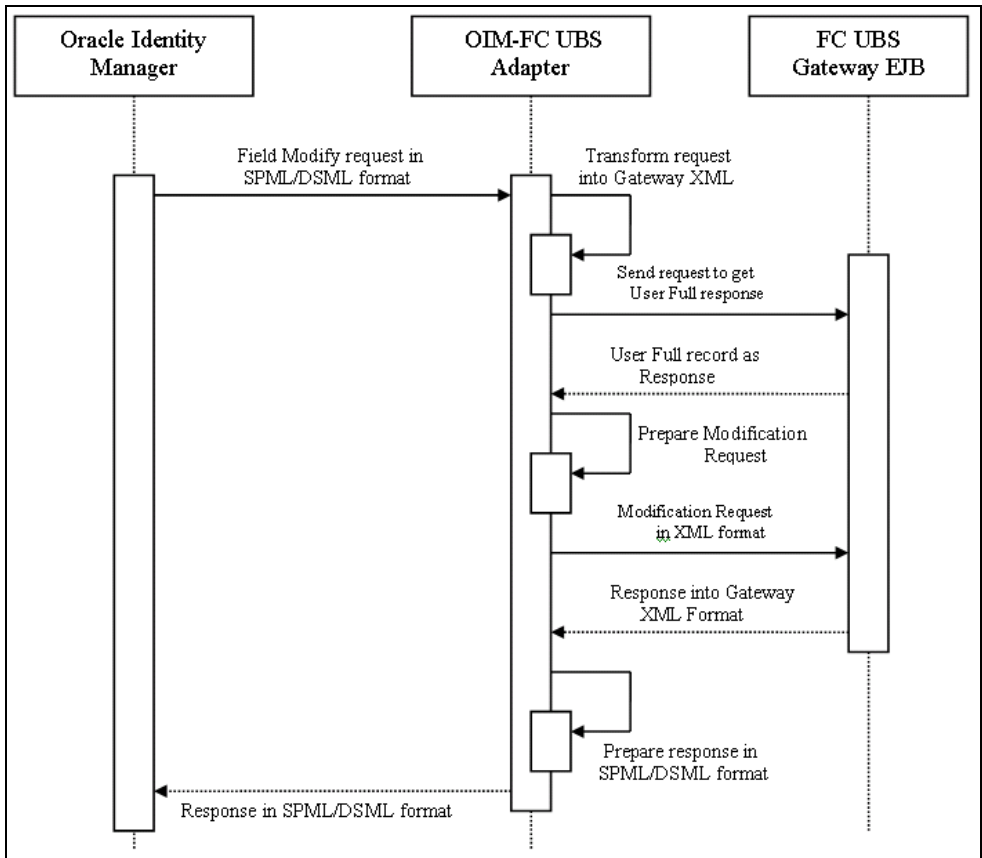 Oracle Identity
Manager
OIM-FC UBS
Adapter
FC UBS
Gateway EJB
Field Modify request in
SPML/DSML format
Transform request
into Gateway XML
Send request to get
User Full response
User Full record as
Response
Prepare Modification
Request
Modification Request
in XML format
Response into Gateway
XML Format
Prepare response in
SPML/DSML format
Response in SPML/DSML format